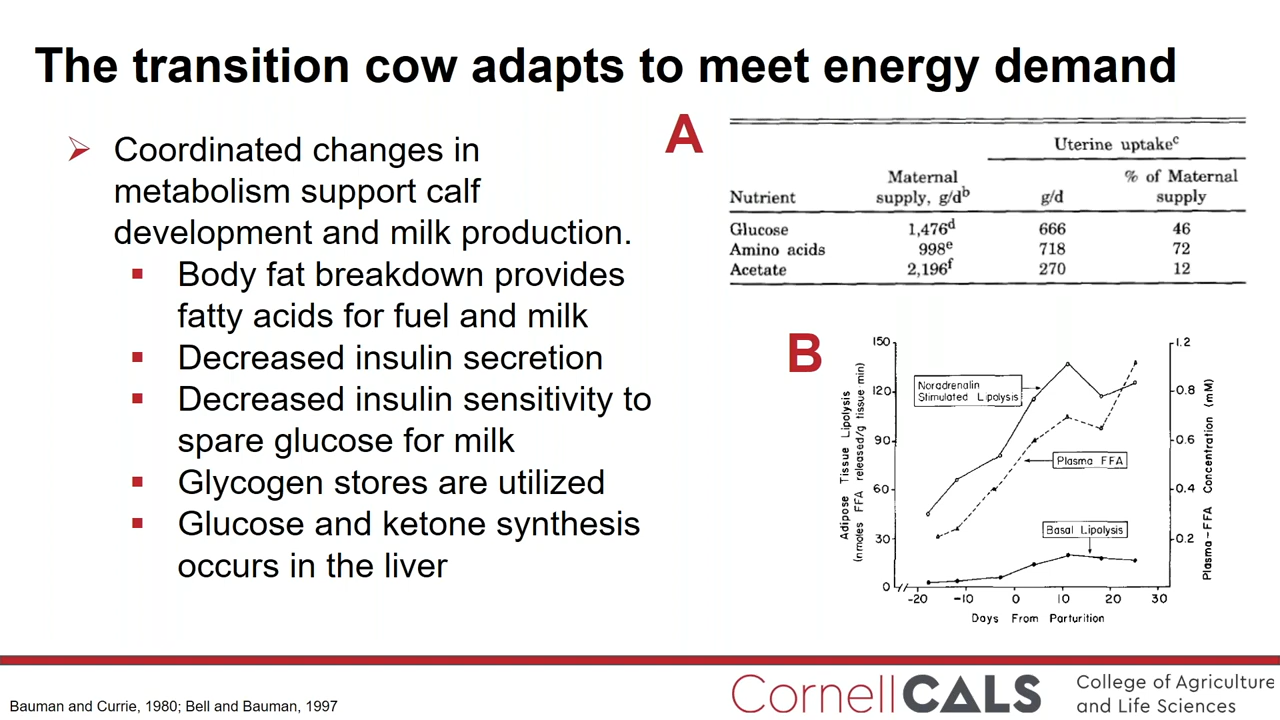 The transition cow adapts to meet energy demand
Coordinated changes in
metabolism support calf
development and milk production.
Body fat breakdown provides
fatty acids for fuel and milk
Decreased insulin secretion
Decreased insulin sensitivity to
spare glucose for milk
Glycogen stores are utilized
Glucose and ketone synthesis
occurs in the liver
A
Uterine uptakeᶜ
Maternal % of Maternal
Nutrient supply, g/dᵇ g/d supply
Glucose 1,476ᵈ 666 46
Amino acids 998ᵉ 718 72
Acetate 2,196ᶠ 270 12
B
Adipose Tissue Lipolysis
(nmoles FFA released/g tissue min)
150
120
90
60
30
0
Noradrenalin
Stimulated Lipolysis
Plasma FFA
Basal Lipolysis
1.2
0.8
0.6
0.4
0.2
Plasma-FFA Concentration (mM)
-20 -10 0 10 20 30
Days From Parturition
Bauman and Currie, 1980; Bell and Bauman, 1997
CornellCALS
College of Agriculture
and Life Sciences